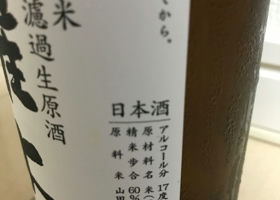 てから。
米
濾過生原酒
日本酒
アルコール分 17度
原材料名 米(
精米歩合 60%
原料米 山田